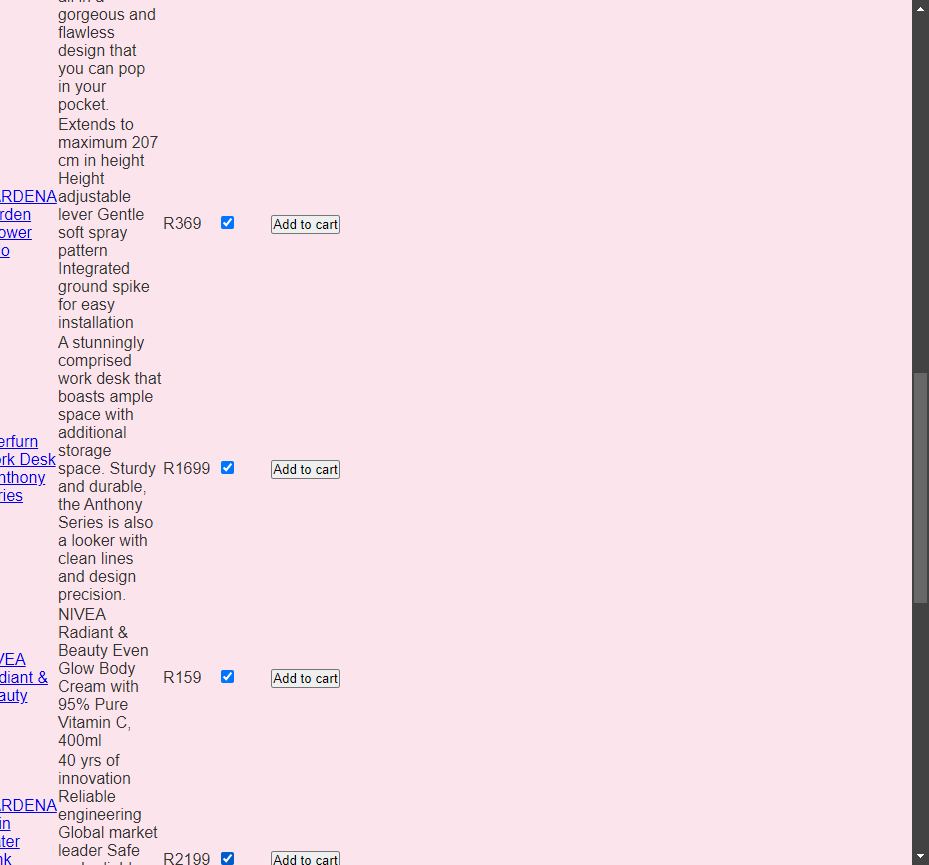 gorgeous and
flawless
design that
you can pop
in your
pocket.
ARDENA
rden
ower
o
Extends to
maximum 207
cm in height
Height
adjustable
lever Gentle
soft spray
pattern
Integrated
ground spike
for easy
installation
R369
Add to cart
erfurn
ork Desk
nthony
ries
A stunningly
comprised
work desk that
boasts ample
space with
additional
storage
space. Sturdy
and durable,
the Anthony
Series is also
a looker with
clean lines
and design
precision.
R1699
Add to cart
VEA
diant &
auty
NIVEA
Radiant &
Beauty Even
Glow Body
Cream with
95% Pure
Vitamin C,
400ml
R159
Add to cart
ARDENA
in
ter
nk
40 yrs of
innovation
Reliable
engineering
Global market
leader Safe
R2199
Add to cart